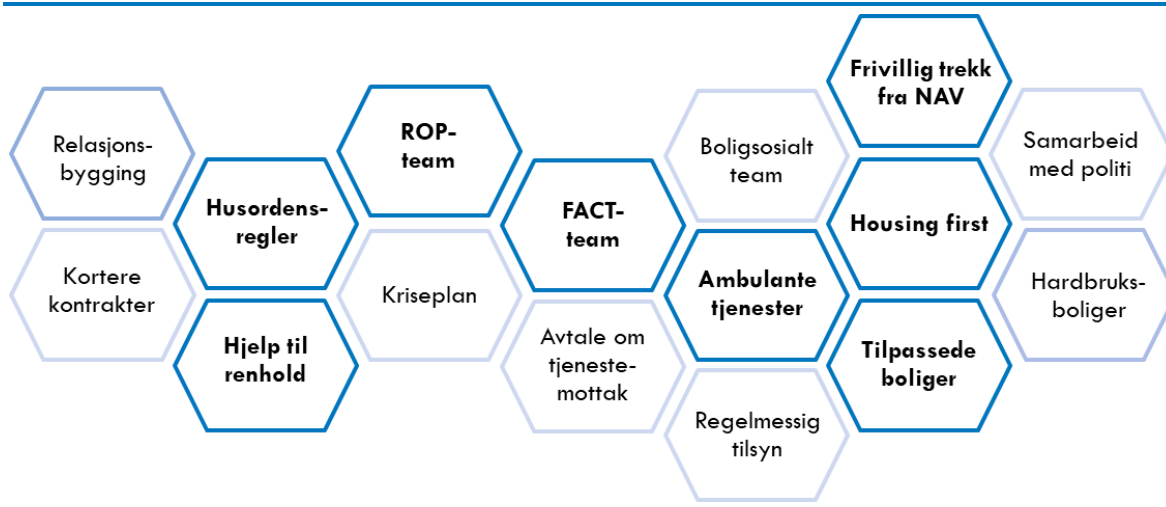 Relasjons-
bygging
Kortere
kontrakter
Husordens-
regler
Hjelp til
renhold
ROP-
team
Kriseplan
FACT-
team
Avtale om
tjeneste-
mottak
Boligsosialt
team
Ambulante
tjenester
Regelmessig
tilsyn
Frivillig trekk
fra NAV
Housing first
Tilpassede
boliger
Samarbeid
med politi
Hardbruks-
boliger